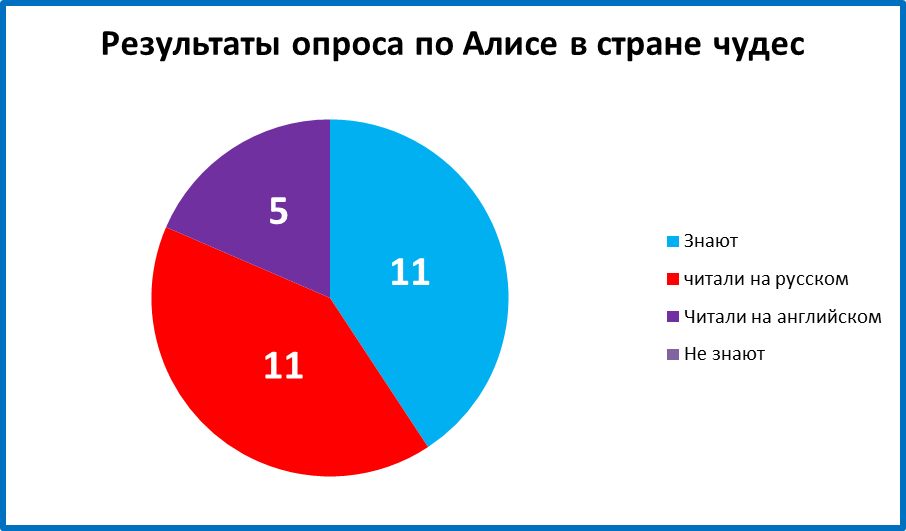 Результаты опроса по Алисе в стране чудес
5
11
11
Знают
читали на русском
Читали на английском
Не знают